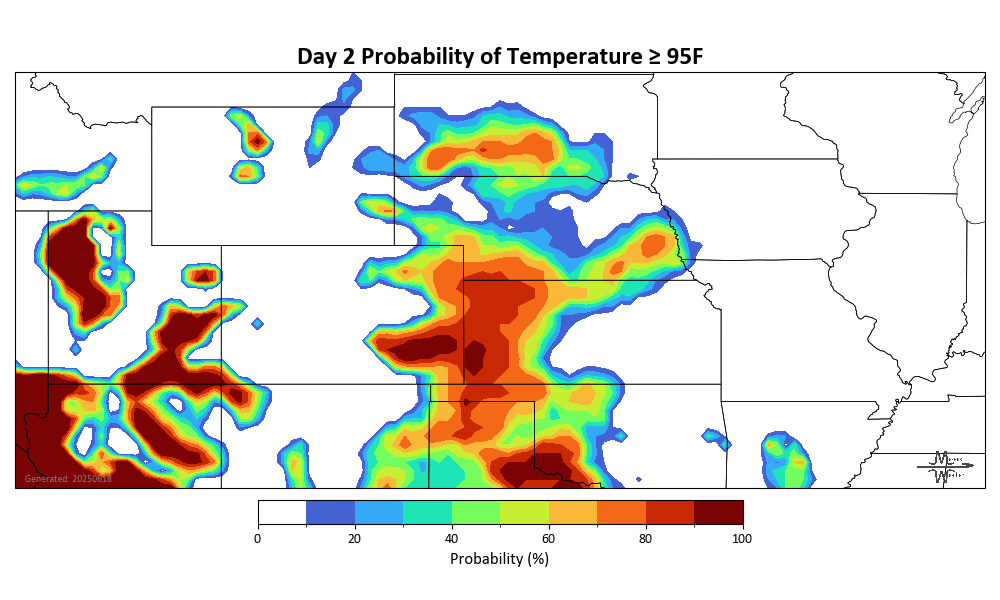 Day 2 Probability of Temperature ≥ 95F
Generated: 20250618
0 20 40 60 80 100
Probability (%)